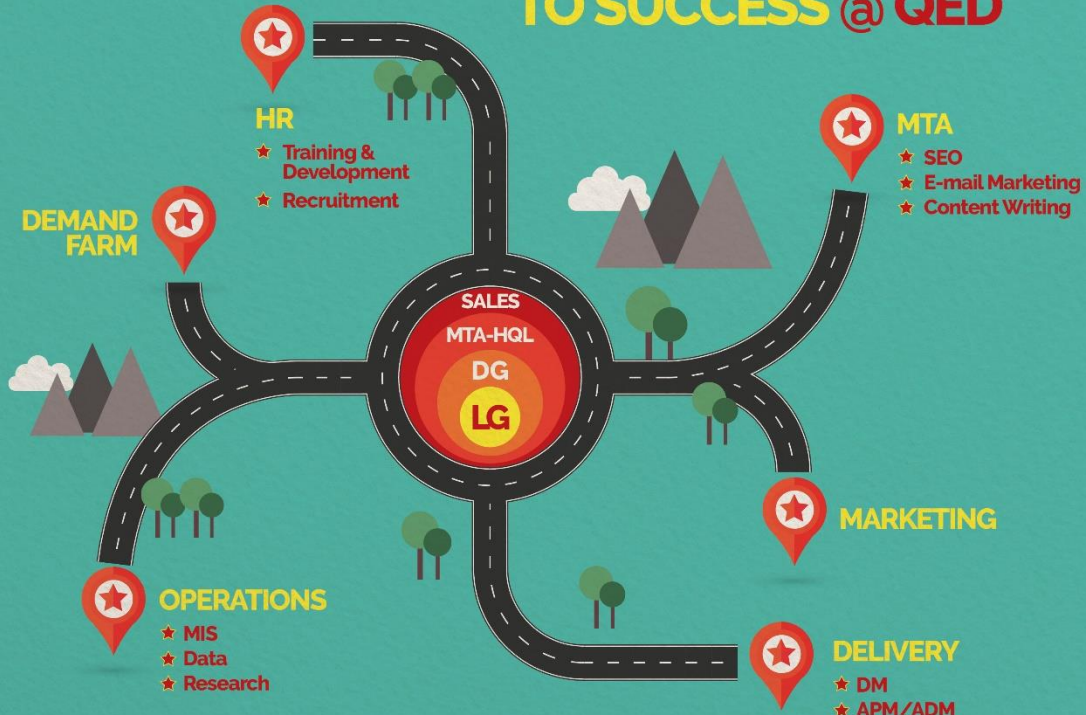 TO SUCCESS @ QED
HR
Training &
Development
Recruitment
MTA
SEO
E-mail Marketing
Content Writing
DEMAND
FARM
SALES
MTA-HQL
DG
LG
MARKETING
OPERATIONS
MIS
Data
Research
DELIVERY
DM
APM/ADM